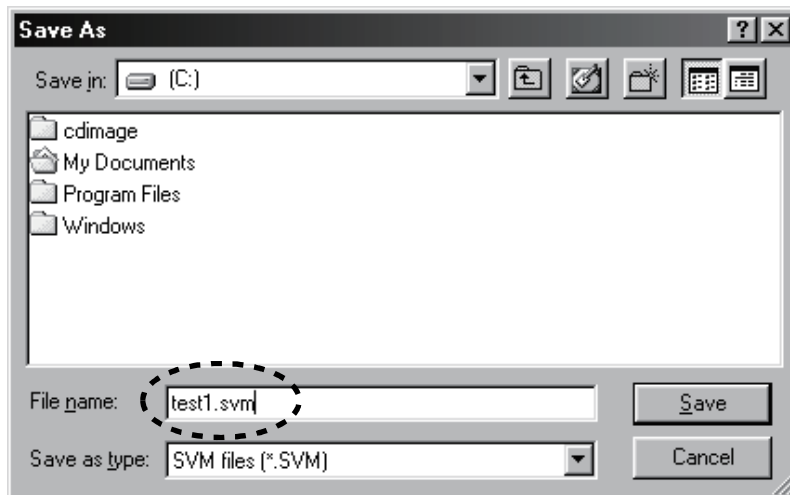 Save As
Save in: (C:)
cdimage
My Documents
Program Files
Windows
File name: test1.svm Save
Save as type: SVM files (*.SVM) Cancel